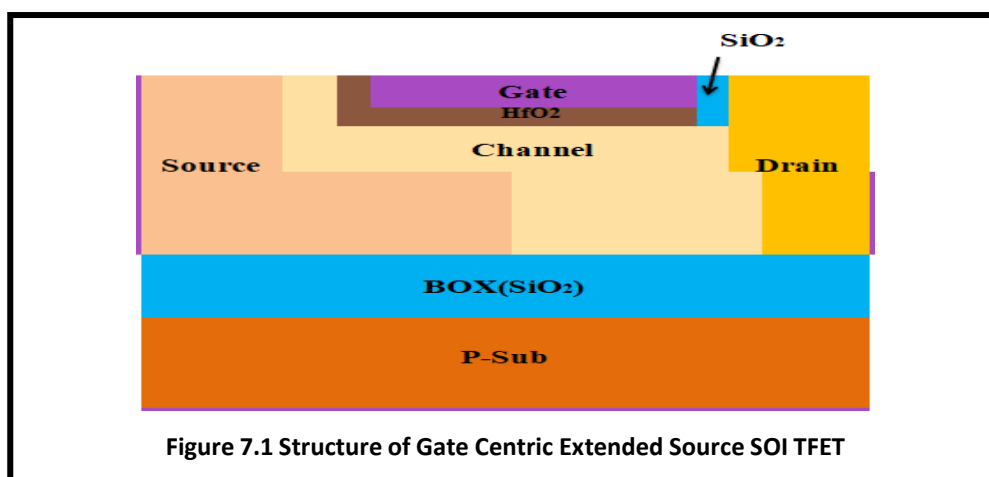 SiO₂
Gate
HfO2
Channel
Source
Drain
BOX(SiO₂)
P-Sub
Figure 7.1 Structure of Gate Centric Extended Source SOI TFET